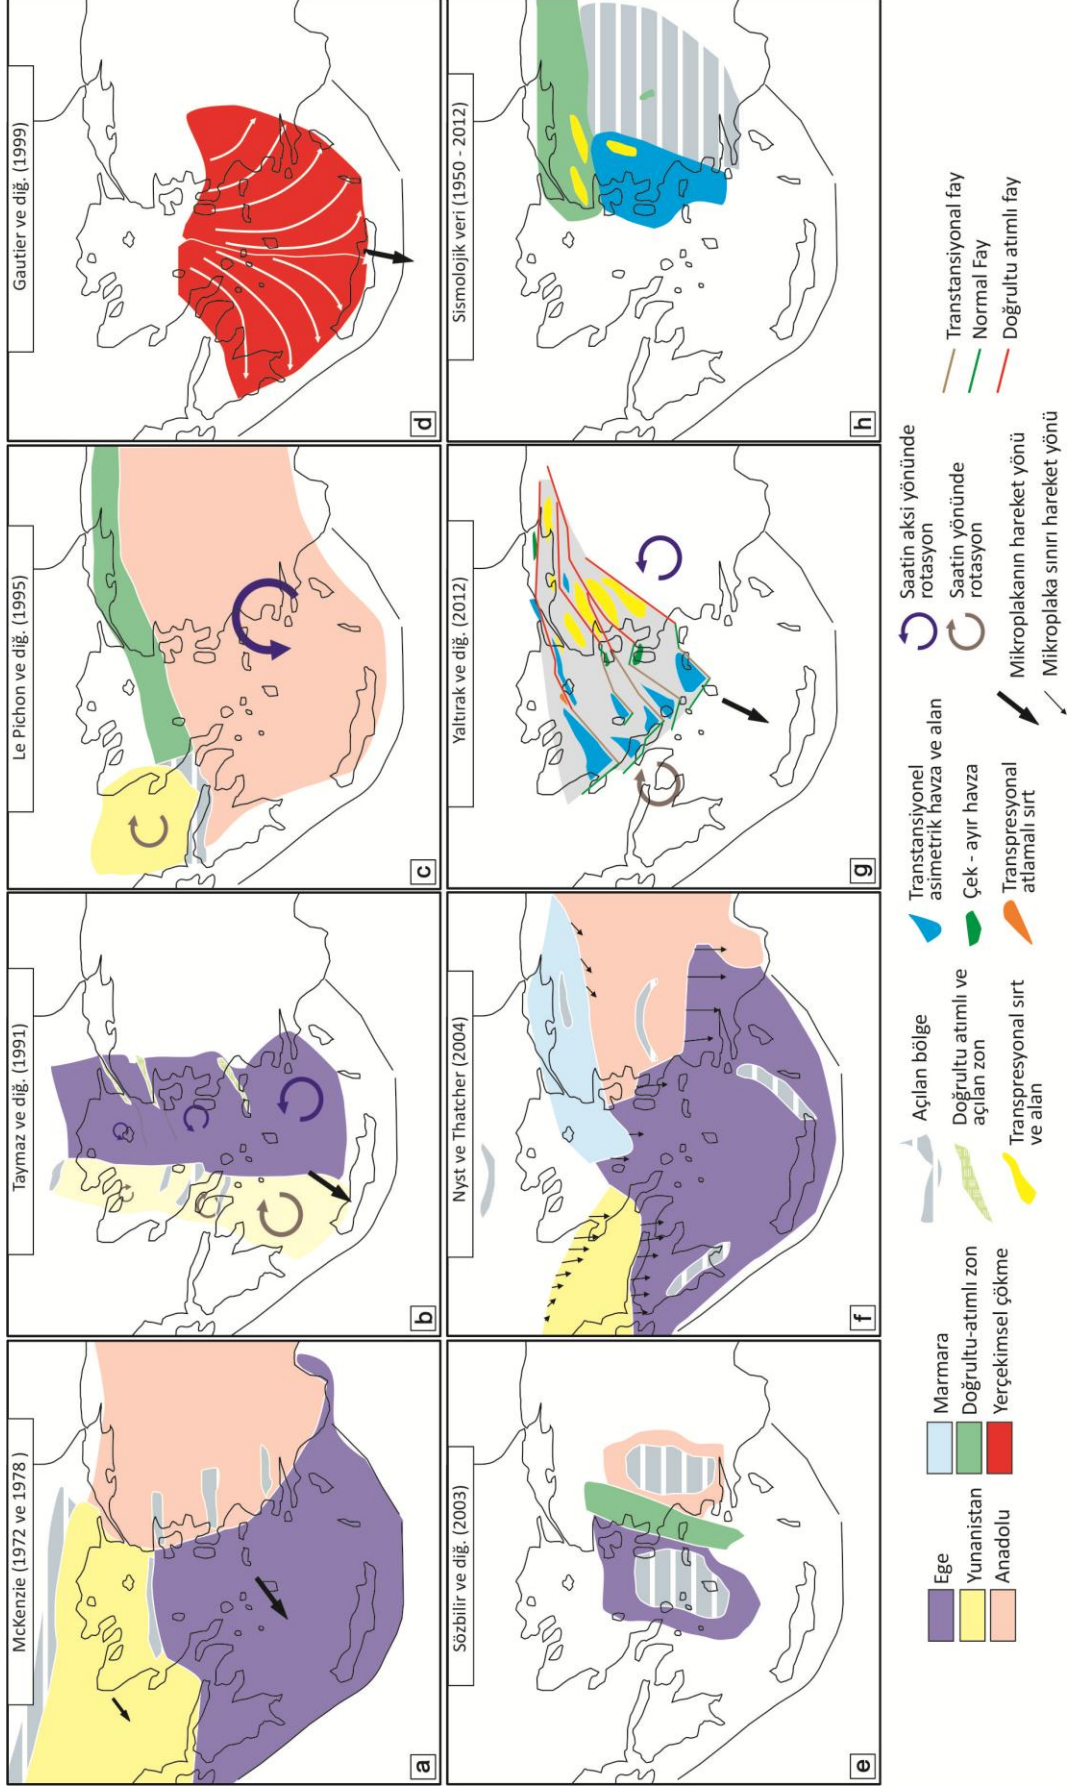 McKenzie (1972 ve 1978 )
a
Taymaz ve diğ. (1991)
b
Le Pichon ve diğ. (1995)
c
Gautier ve diğ. (1999)
d
Sözbilir ve diğ. (2003)
e
Nyst ve Thatcher (2004)
f
Yaltırak ve diğ. (2012)
g
Sismolojik veri (1950 - 2012)
h
Ege
Yunanistan
Anadolu
Marmara
Doğrultu-atımlı zon
Yerçekimsel çökme
Açılan bölge
Doğrultu atımlı ve
açılan zon
Transpresyonal sırt
ve alan
Transtansiyonel
asimetrik havza ve alan
Çek - ayır havza
Transpresyonal
atlamalı sırt
Saatin aksi yönünde
rotasyon
Saatin yönünde
rotasyon
Mikroplakanın hareket yönü
Mikroplaka sınırı hareket yönü
Transtansiyonal fay
Normal Fay
Doğrultu atımlı fay